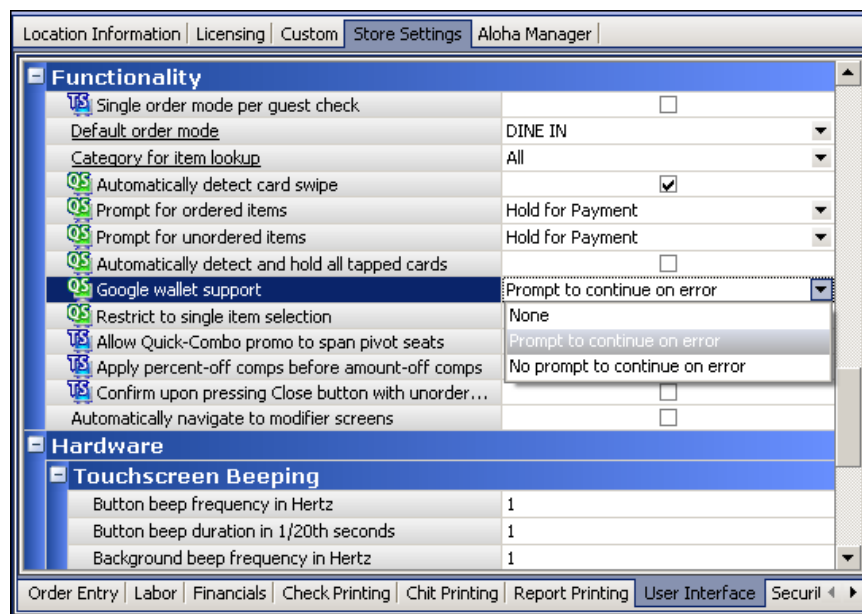 Location Information Licensing Custom Store Settings Aloha Manager
Functionality
TS Single order mode per guest check
Default order mode DINE IN
Category for item lookup All
QS Automatically detect card swipe
QS Prompt for ordered items Hold for Payment
QS Prompt for unordered items Hold for Payment
QS Automatically detect and hold all tapped cards
QS Google wallet support Prompt to continue on error
QS Restrict to single item selection None
TS Allow Quick-Combo promo to span pivot seats Prompt to continue on error
TS Apply percent-off comps before amount-off comps No prompt to continue on error
TS Confirm upon pressing Close button with unorder...
Automatically navigate to modifier screens
Hardware
Touchscreen Beeping
Button beep frequency in Hertz 1
Button beep duration in 1/20th seconds 1
Background beep frequency in Hertz 1
Order Entry Labor Financials Check Printing Chit Printing Report Printing User Interface Securit